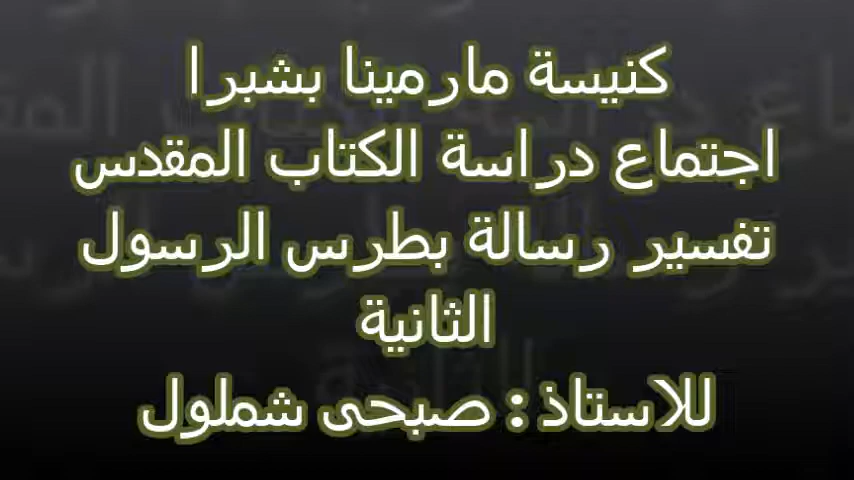 كنيسة مارمينا بشبرا
اجتماع دراسة الكتاب المقدس
تفسير رسالة بطرس الرسول
الثانية
للاستاذ : صبحى شملول